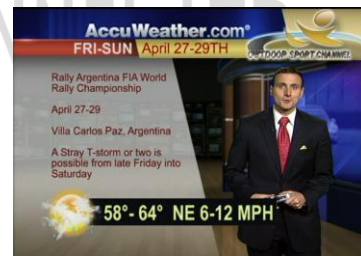 AccuWeather.com®
FRI-SUN April 27-29TH
OUTDOOR SPORT CHANNEL
Rally Argentina FIA World
Rally Championship
April 27-29
Villa Carlos Paz, Argentina
A Stray T-storm or two is
possible from late Friday into
Saturday
58°- 64° NE 6-12 MPH